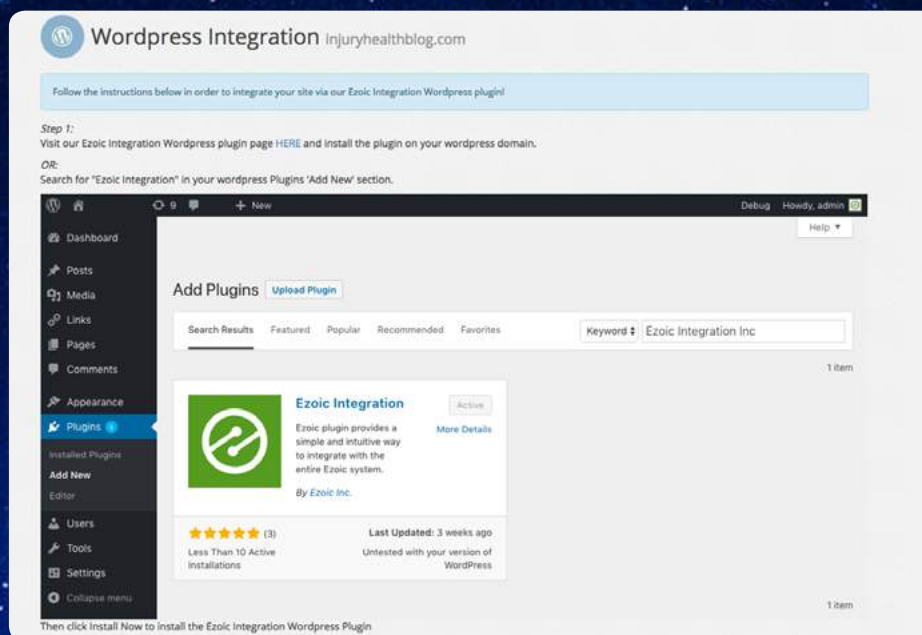 Wordpress Integration injuryhealthblog.com
Follow the instructions below in order to integrate your site via our Ezoic Integration Wordpress plugin!
Step 1:
Visit our Ezoic Integration Wordpress plugin page HERE and install the plugin on your wordpress domain.
OR:
Search for "Ezoic Integration" in your wordpress Plugins 'Add New' section.
9 + New Debug Howdy, admin
Help
Dashboard
Posts
Media
Links
Pages
Comments
Appearance
Plugins
Installed Plugins
Add New
Editor
Users
Tools
Settings
Collapse menu
Add Plugins Upload Plugin
Search Results Featured Popular Recommended Favorites Keyword Ezoic Integration Inc
1 item
Ezoic Integration Active
Ezoic plugin provides a More Details
simple and intuitive way
to integrate with the
entire Ezoic system.
By Ezoic Inc.
(3) Last Updated: 3 weeks ago
Less Than 10 Active Untested with your version of
Installations WordPress
1 item
Then click Install Now to install the Ezoic Integration Wordpress Plugin